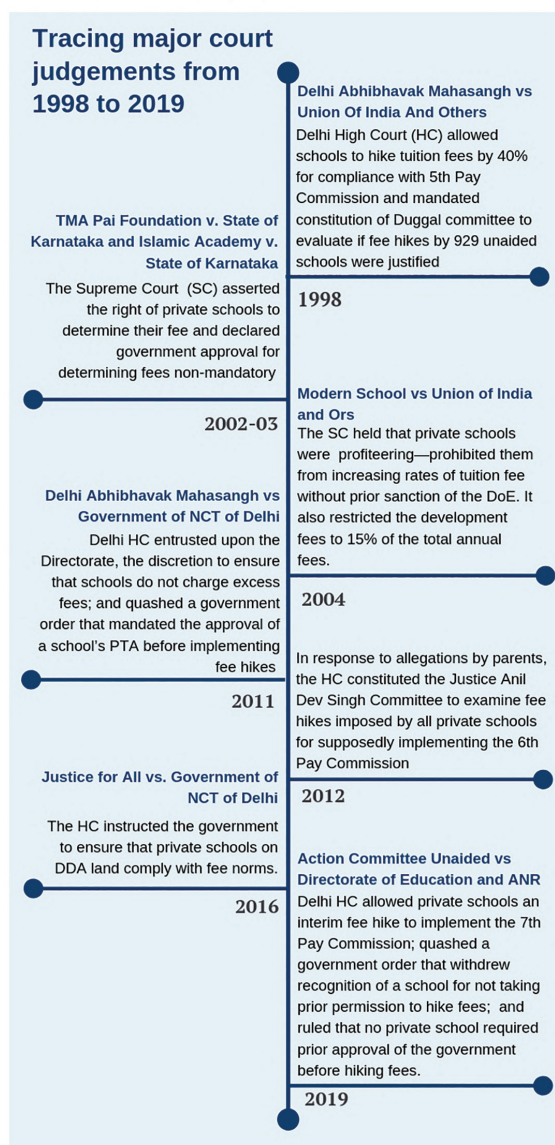 Tracing major court
judgements from
1998 to 2019
Delhi Abhibhavak Mahasangh vs
Union Of India And Others
Delhi High Court (HC) allowed
schools to hike tuition fees by 40%
for compliance with 5th Pay
Commission and mandated
constitution of Duggal committee to
evaluate if fee hikes by 929 unaided
schools were justified
1998
TMA Pai Foundation v. State of
Karnataka and Islamic Academy v.
State of Karnataka
The Supreme Court (SC) asserted
the right of private schools to
determine their fee and declared
government approval for
determining fees non-mandatory
2002-03
Modern School vs Union of India
and Ors
The SC held that private schools
were profiteering—prohibited them
from increasing rates of tuition fee
without prior sanction of the DoE. It
also restricted the development
fees to 15% of the total annual
fees.
2004
Delhi Abhibhavak Mahasangh vs
Government of NCT of Delhi
Delhi HC entrusted upon the
Directorate, the discretion to ensure
that schools do not charge excess
fees; and quashed a government
order that mandated the approval of
a school's PTA before implementing
fee hikes
2011
In response to allegations by parents,
the HC constituted the Justice Anil
Dev Singh Committee to examine fee
hikes imposed by all private schools
for supposedly implementing the 6th
Pay Commission
2012
Justice for All vs. Government of
NCT of Delhi
The HC instructed the government
to ensure that private schools on
DDA land comply with fee norms.
2016
Action Committee Unaided vs
Directorate of Education and ANR
Delhi HC allowed private schools an
interim fee hike to implement the 7th
Pay Commission; quashed a
government order that withdrew
recognition of a school for not taking
prior permission to hike fees; and
ruled that no private school required
prior approval of the government
before hiking fees.
2019